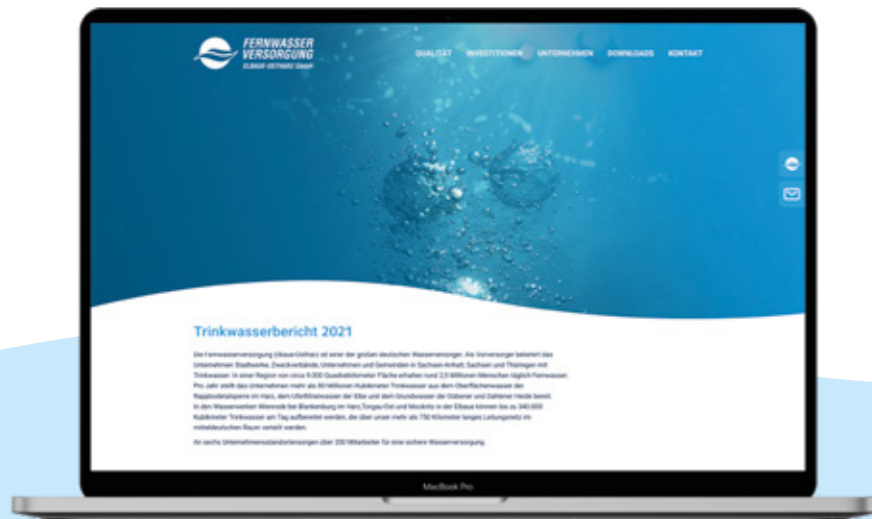 FERNWASSER
VERSORGUNG
ELBAUE-OSTHARZ GmbH
QUALITÄT INVESTITIONEN UNTERNEHMEN DOWNLOADS KONTAKT
Trinkwasserbericht 2021
Die Fernwasserversorgung Elbaue-Ostharz ist einer der großen deutschen Wasserversorger. Als Vorversorger beliefert das
Unternehmen Stadtwerke, Zweckverbände, Unternehmen und Gemeinden in Sachsen-Anhalt, Sachsen und Thüringen mit
Trinkwasser. In einer Region von circa 9.000 Quadratkilometer Fläche erhalten rund 2,0 Millionen Menschen täglich Fernwasser.
Pro Jahr stellt das Unternehmen mehr als 80 Millionen Kubikmeter Trinkwasser aus dem Oberflächenwasser der
Rappbodetalsperre im Harz, dem Uferfiltratwasser der Elbe und dem Grundwasser der Dübener und Dahlener Heide bereit.
In den Wasserwerken Wienrode bei Blankenburg im Harz,Torgau-Ost und Mockritz in der Elbaue können bis zu 340.000
Kubikmeter Trinkwasser am Tag aufbereitet werden, die über unser mehr als 750 Kilometer langes Leitungsnetz im
mitteldeutschen Raum verteilt werden.
An sechs Unternehmensstandortensorgen über 200 Mitarbeiter für eine sichere Wasserversorgung.
MacBook Pro